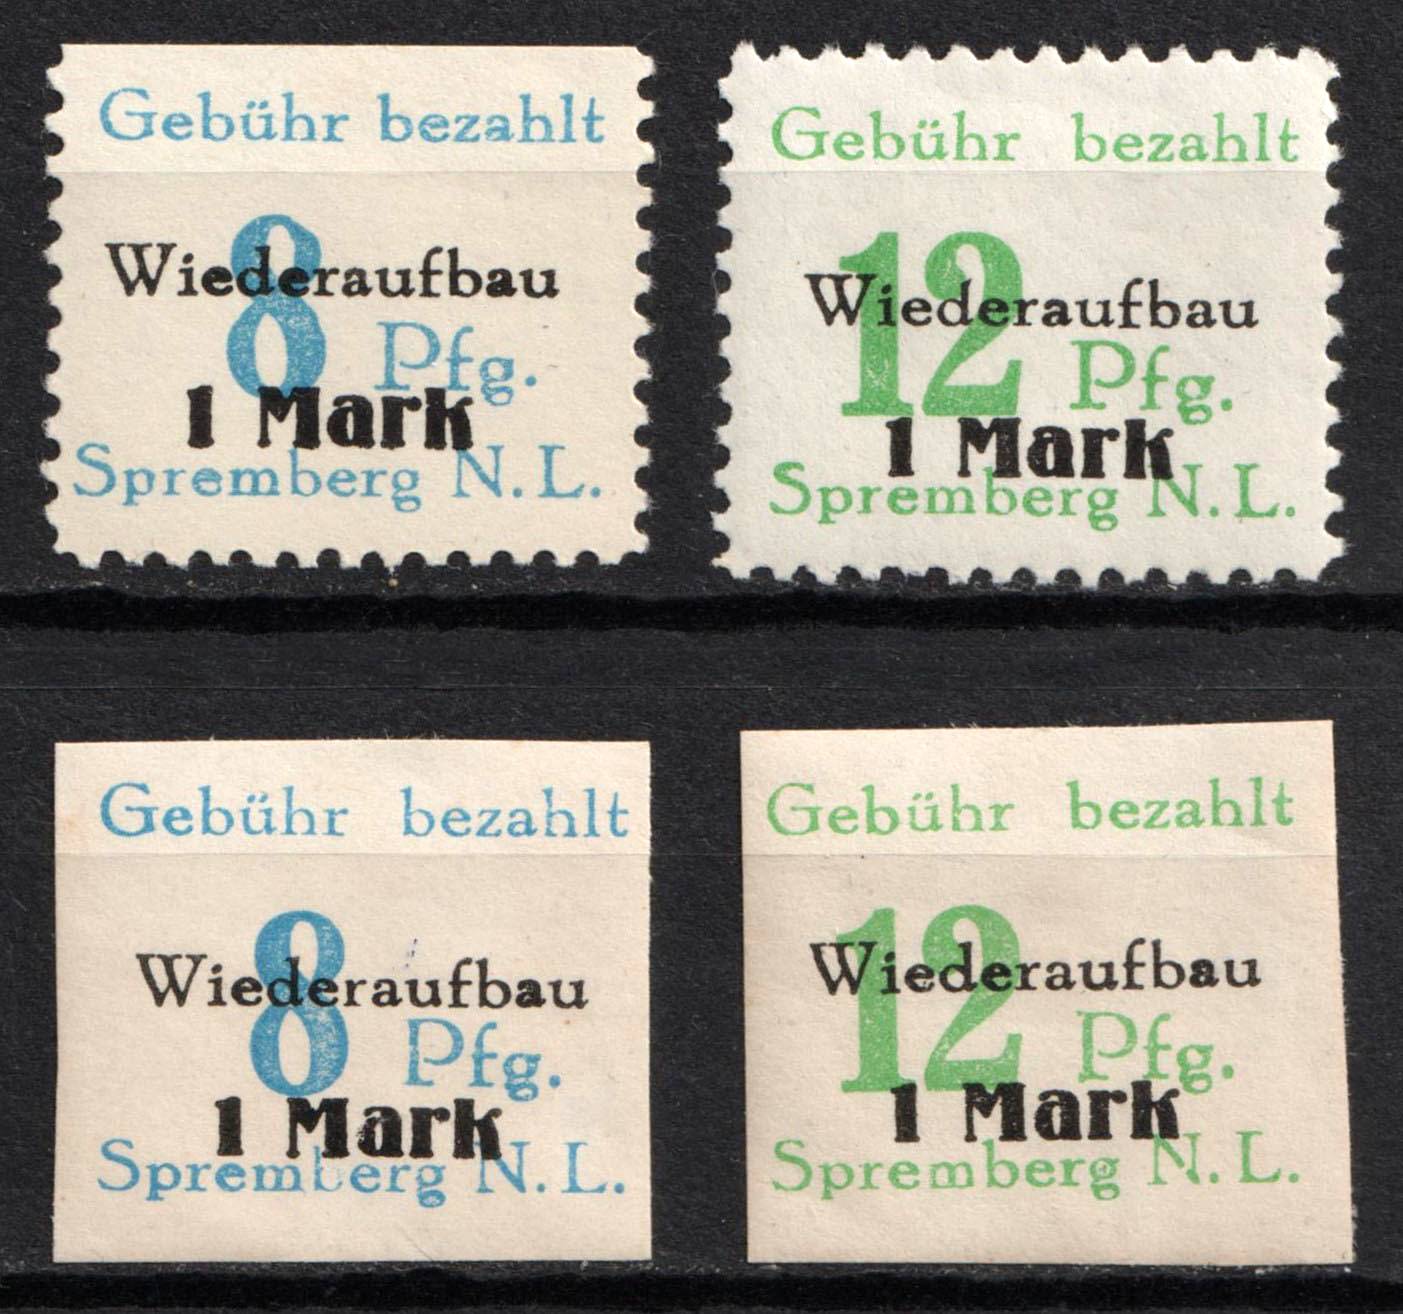 Gebühr bezahlt
8
Wiederaufbau
Pfg.
1 Mark
Spremberg N.L.
Gebühr bezahlt
12
Wiederaufbau
Pfg.
1 Mark
Spremberg N.L.
Gebühr bezahlt
8
Wiederaufbau
Pfg.
1 Mark
Spremberg N.L.
Gebühr bezahlt
12
Wiederaufbau
Pfg.
1 Mark
Spremberg N.L.